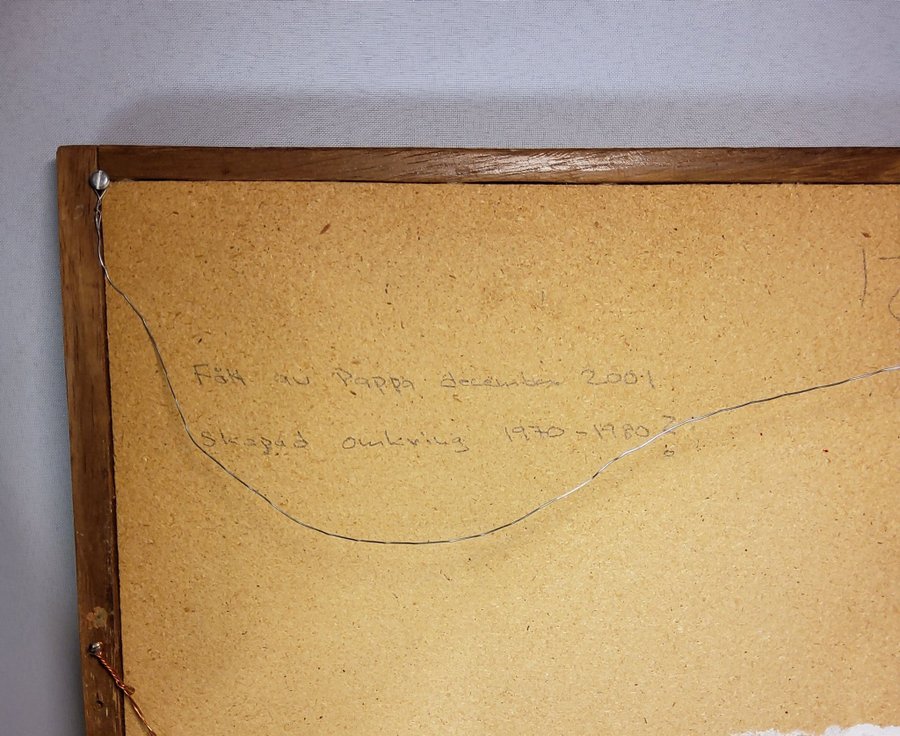 Fått av Pappa december 2001
Skapad omkring 1970-1980?